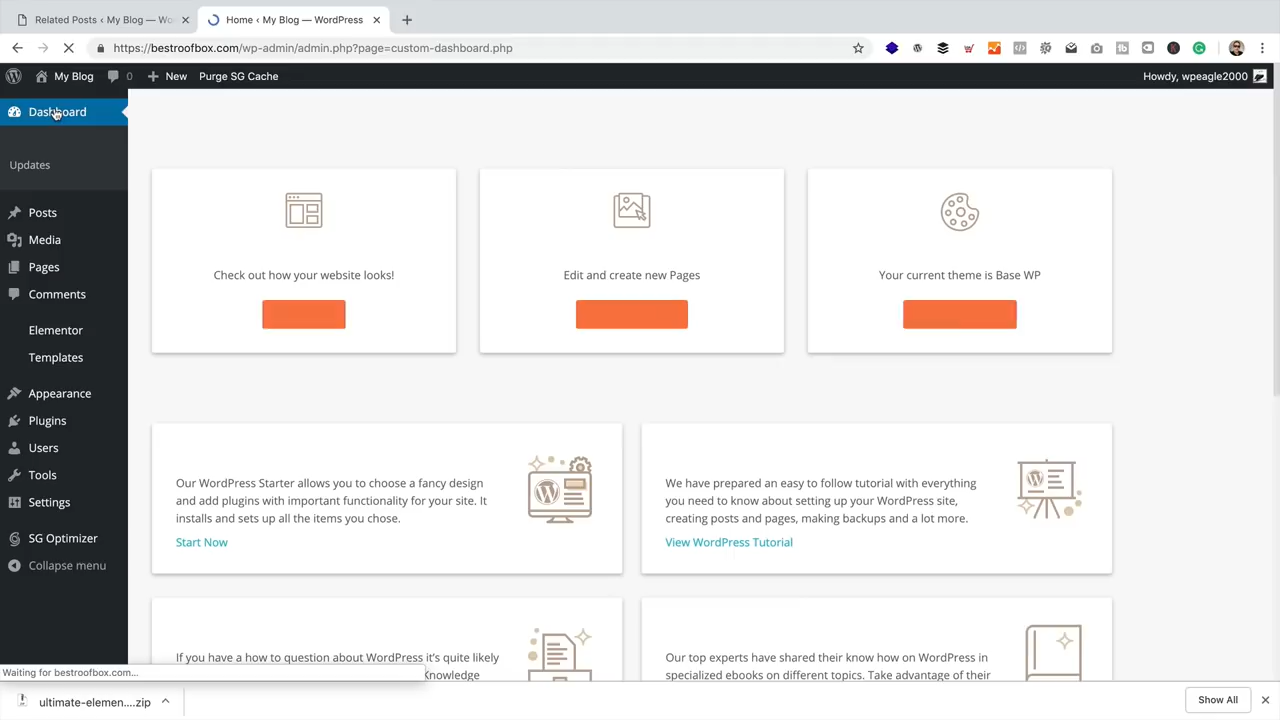 Related Posts ‹ My Blog — Wo
Home ‹ My Blog — WordPress
https://bestroofbox.com/wp-admin/admin.php?page=custom-dashboard.php
My Blog
0
New
Purge SG Cache
Howdy, wpeagle2000
Dashboard
Updates
Posts
Media
Pages
Comments
Elementor
Templates
Appearance
Plugins
Users
Tools
Settings
SG Optimizer
Collapse menu
Check out how your website looks!
Edit and create new Pages
Your current theme is Base WP
Our WordPress Starter allows you to choose a fancy design
and add plugins with important functionality for your site. It
installs and sets up all the items you chose.
Start Now
We have prepared an easy to follow tutorial with everything
you need to know about setting up your WordPress site,
creating posts and pages, making backups and a lot more.
View WordPress Tutorial
If you have a how to question about WordPress it's quite likely
Knowledge
Our top experts have shared their know how on WordPress in
specialized ebooks on different topics. Take advantage of their
Waiting for bestroofbox.com...
ultimate-elemen....zip
Show All